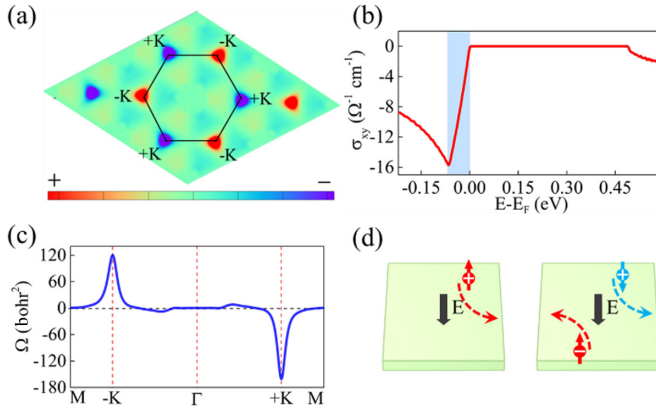 (a)
+K
-K
-K
+K
+K
-K
+
−
(b)
σxy (Ω⁻¹ cm⁻¹)
0
-4
-8
-12
-16
-0.15
0.00
0.15
0.30
0.45
E-EF (eV)
(c)
Ω (bohr²)
120
60
0
-60
-120
-180
M
-K
Γ
+K
M
(d)
+
E
+
E
−